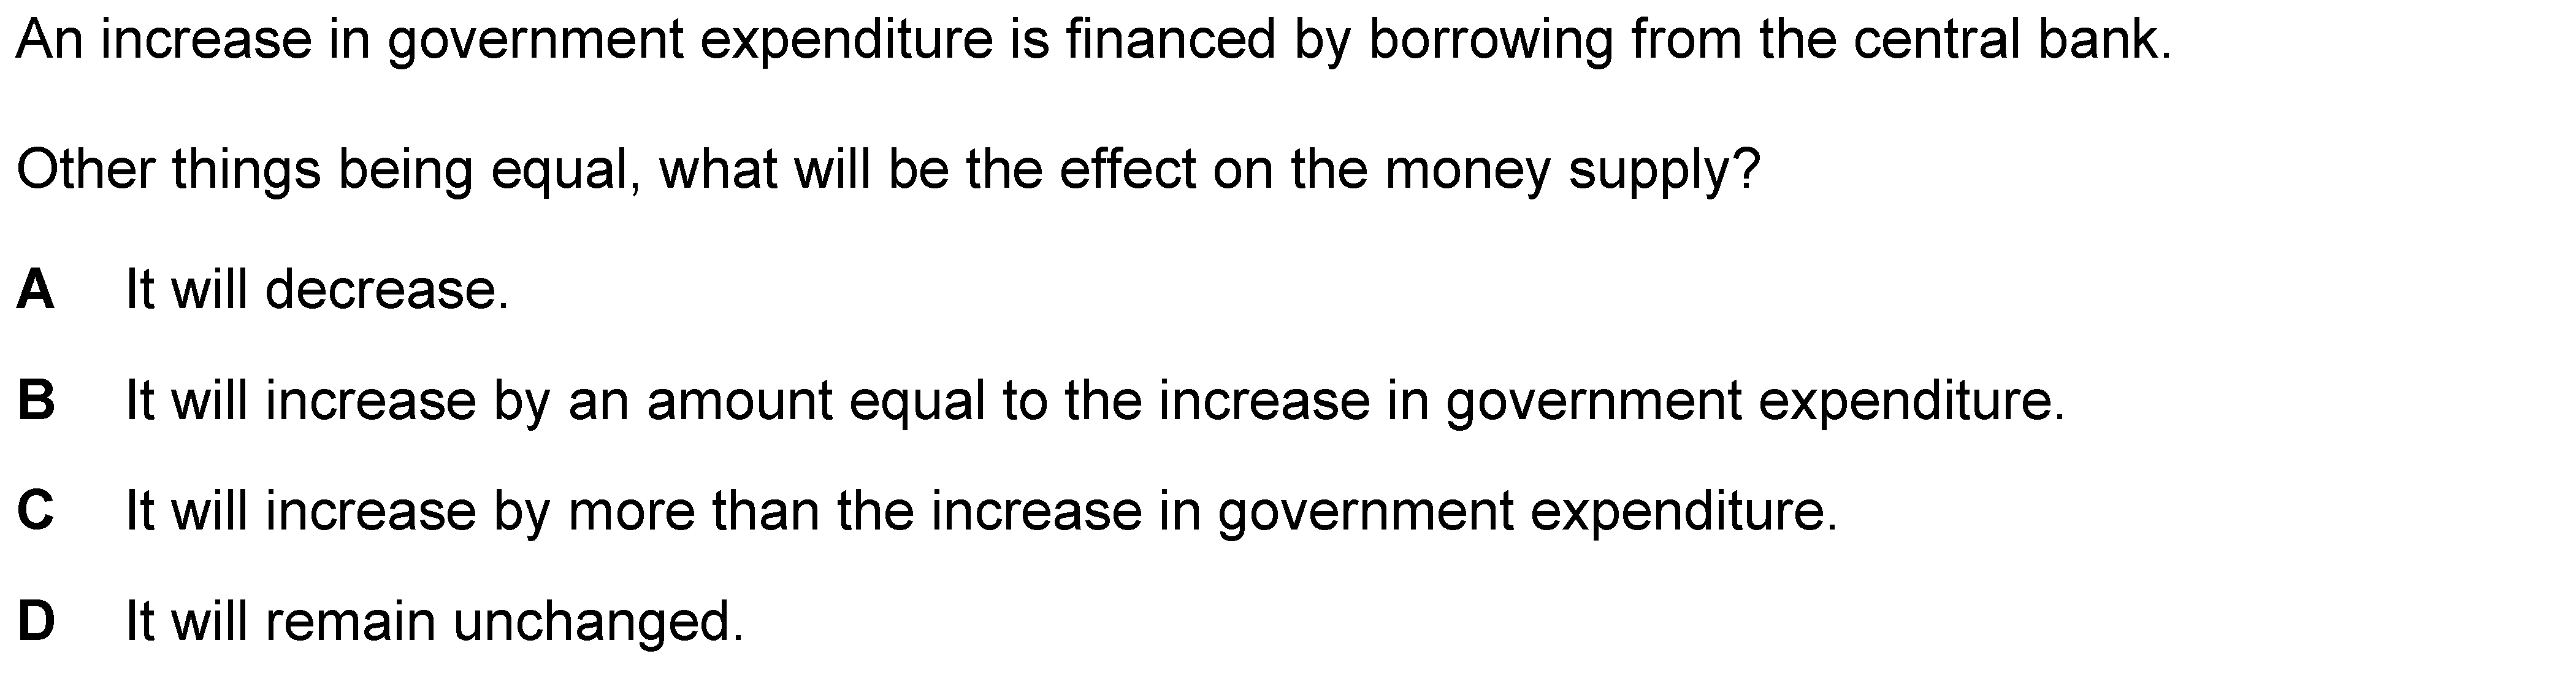 An increase in government expenditure is financed by borrowing from the central bank.
Other things being equal, what will be the effect on the money supply?
A It will decrease.
B It will increase by an amount equal to the increase in government expenditure.
C It will increase by more than the increase in government expenditure.
D It will remain unchanged.